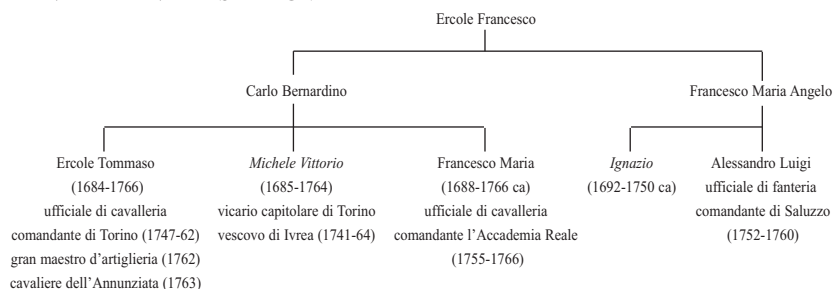 Ercole Francesco
Carlo Bernardino
Francesco Maria Angelo
Ercole Tommaso
(1684-1766)
ufficiale di cavalleria
comandante di Torino (1747-62)
gran maestro d'artiglieria (1762)
cavaliere dell'Annunziata (1763)
Michele Vittorio
(1685-1764)
vicario capitolare di Torino
vescovo di Ivrea (1741-64)
Francesco Maria
(1688-1766 ca)
ufficiale di cavalleria
comandante l'Accademia Reale
(1755-1766)
Ignazio
(1692-1750 ca)
Alessandro Luigi
ufficiale di fanteria
comandante di Saluzzo
(1752-1760)